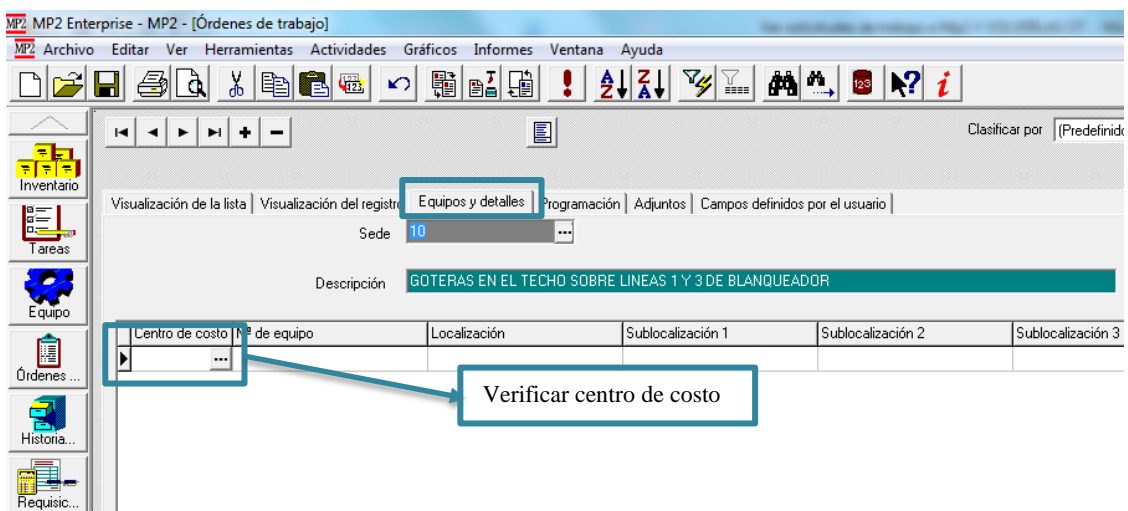 MP2 MP2 Enterprise - MP2 - [Órdenes de trabajo]
MP2 Archivo Editar Ver Herramientas Actividades Gráficos Informes Ventana Ayuda
Clasificar por (Predefinido
Inventario
Visualización de la lista Visualización del registro Equipos y detalles Programación Adjuntos Campos definidos por el usuario
Sede 10 ...
Tareas
Descripción GOTERAS EN EL TECHO SOBRE LINEAS 1 Y 3 DE BLANQUEADOR
Equipo
Centro de costo Nº de equipo Localización Sublocalización 1 Sublocalización 2 Sublocalización 3
...
Órdenes ...
Verificar centro de costo
Historia...
Requisic...